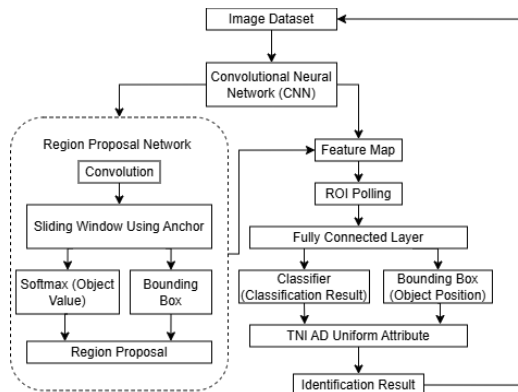 Image Dataset
Convolutional Neural
Network (CNN)
Region Proposal Network
Convolution
Sliding Window Using Anchor
Softmax (Object
Value)
Bounding
Box
Region Proposal
Feature Map
ROI Polling
Fully Connected Layer
Classifier
(Classification Result)
Bounding Box
(Object Position)
TNI AD Uniform Attribute
Identification Result